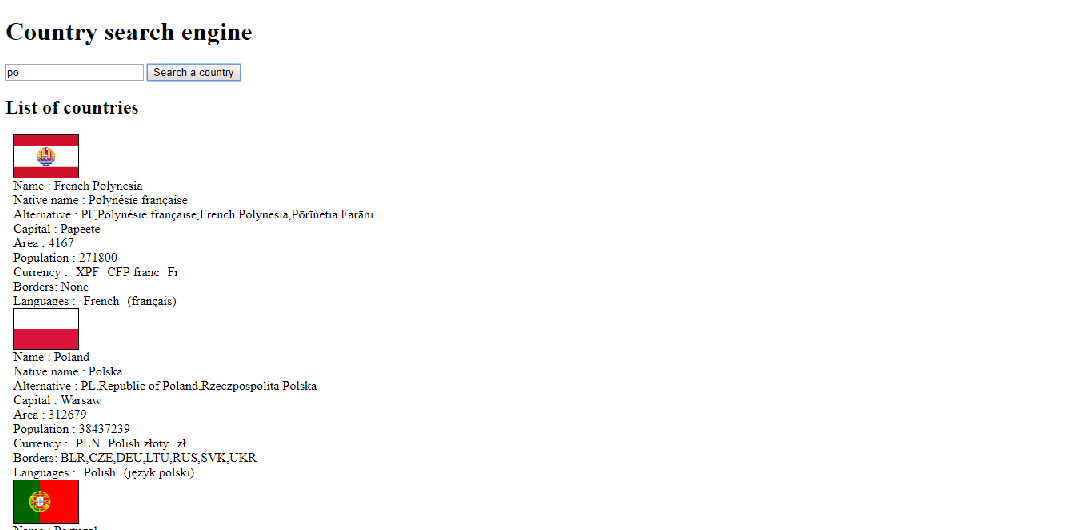 Country search engine
po Search a country
List of countries
Name : French Polynesia
Native name : Polynésie française
Alternative : PF,Polynésie française,French Polynesia,Pōrīnetia Farāni
Capital : Papeete
Area : 4167
Population : 271800
Currency : XPF CFP franc Fr
Borders: None
Languages : French (français)
Name : Poland
Native name : Polska
Alternative : PL,Republic of Poland,Rzeczpospolita Polska
Capital : Warsaw
Area : 312679
Population : 38437239
Currency : PLN Polish złoty zł
Borders: BLR,CZE,DEU,LTU,RUS,SVK,UKR
Languages : Polish (język polski)
Name : Portugal